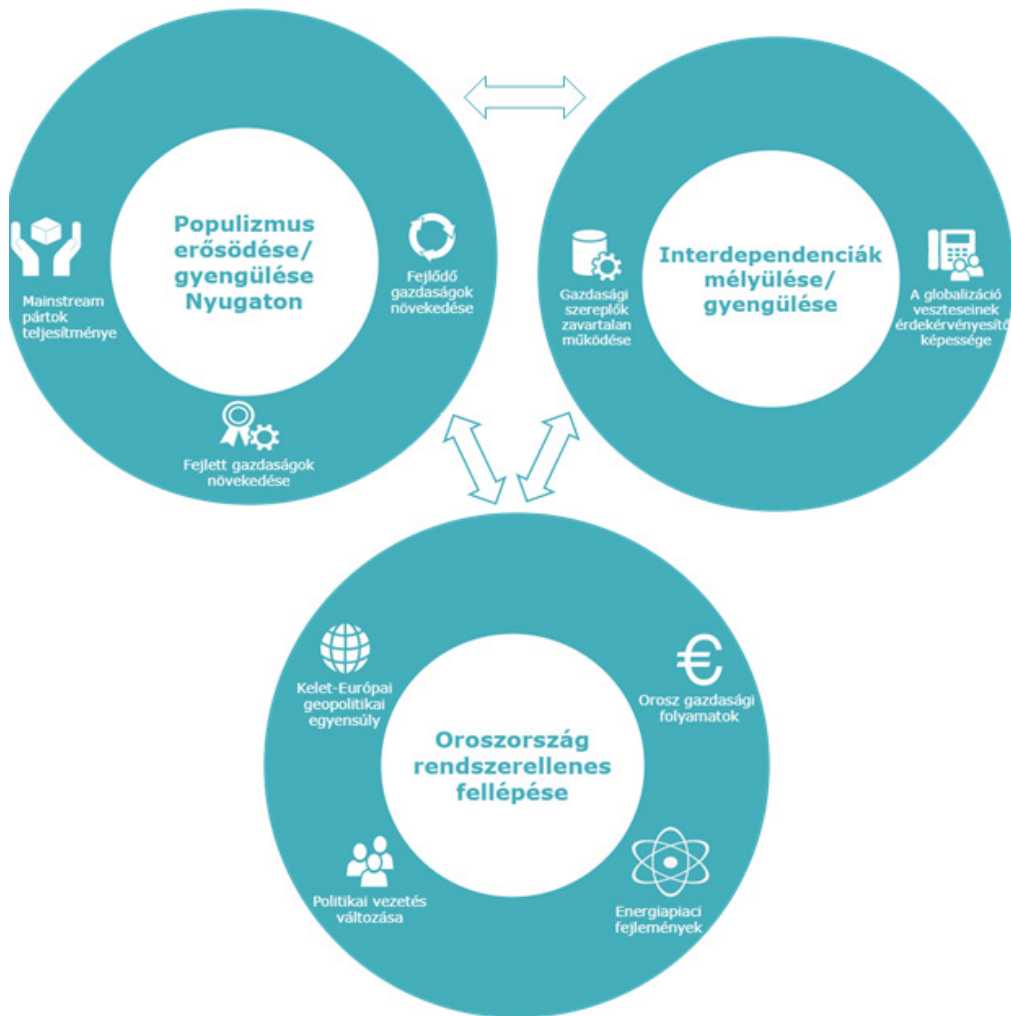 Populizmus
erősödése/
gyengülése
Nyugaton
Mainstream
pártok
teljesítménye
Fejlődő
gazdaságok
növekedése
Fejlett gazdaságok
növekedése
Interdependenciák
mélyülése/
gyengülése
Gazdasági
szereplők
zavartalan
működése
A globalizáció
veszteseinek
érdekérvényesítő
képessége
Oroszország
rendszerellenes
fellépése
Kelet-Európai
geopolitikai
egyensúly
€
Orosz gazdasági
folyamatok
Politikai vezetés
változása
Energiapiaci
fejlemények